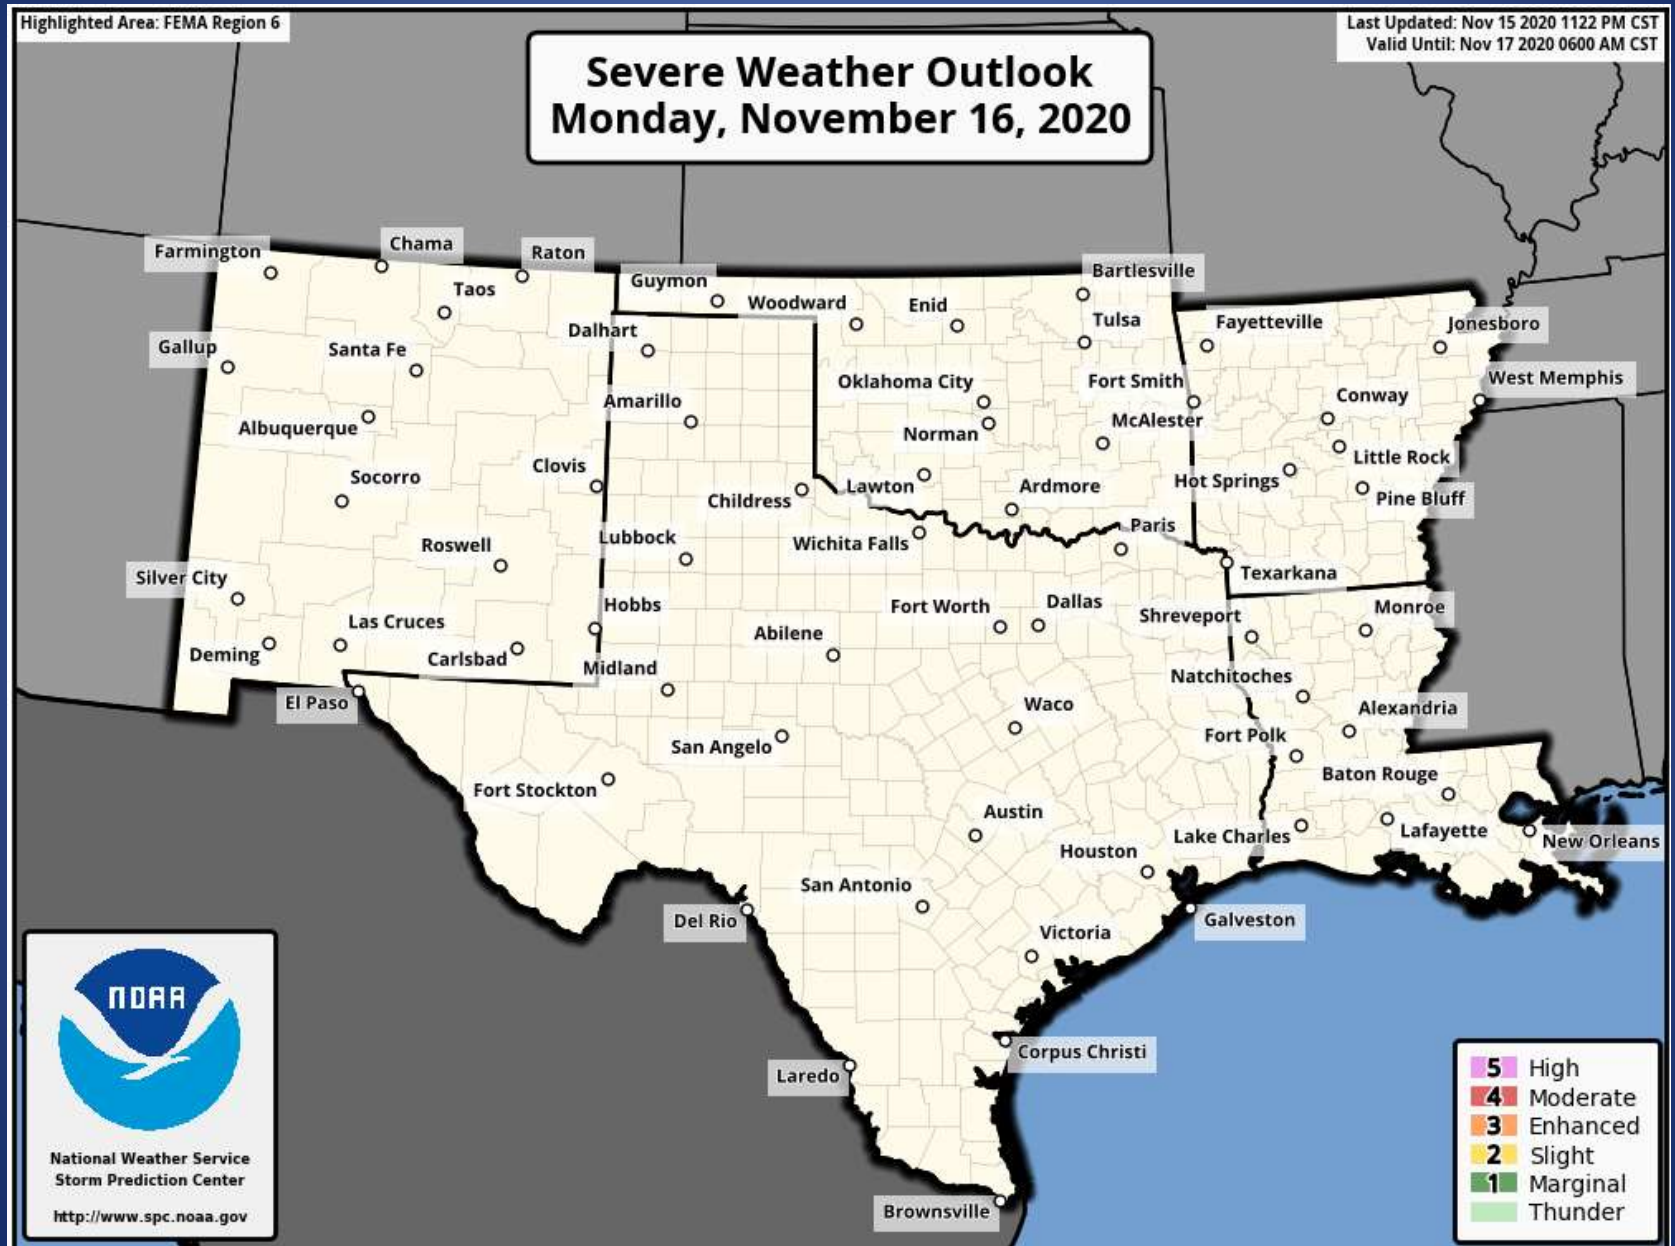 Highlighted Area: FEMA Region 6
Last Updated: Nov 15 2020 1122 PM CST
Valid Until: Nov 17 2020 0600 AM CST
Severe Weather Outlook
Monday, November 16, 2020
Farmington
Chama
Raton
Taos
Guymon
Woodward
Enid
Bartlesville
Tulsa
Fayetteville
Jonesboro
Gallup
Santa Fe
Dalhart
Oklahoma City
Fort Smith
Conway
West Memphis
Albuquerque
Amarillo
Norman
McAlester
Little Rock
Socorro
Clovis
Childress
Lawton
Ardmore
Hot Springs
Pine Bluff
Roswell
Lubbock
Wichita Falls
Paris
Texarkana
Silver City
Las Cruces
Hobbs
Fort Worth
Dallas
Shreveport
Monroe
Deming
Carlsbad
Midland
Abilene
Natchitoches
El Paso
San Angelo
Waco
Fort Polk
Alexandria
Fort Stockton
Baton Rouge
Austin
Lake Charles
Lafayette
New Orleans
Houston
San Antonio
Del Rio
Victoria
Galveston
Laredo
Corpus Christi
Brownsville
NOAA
National Weather Service
Storm Prediction Center
http://www.spc.noaa.gov
5 High
4 Moderate
3 Enhanced
2 Slight
1 Marginal
Thunder